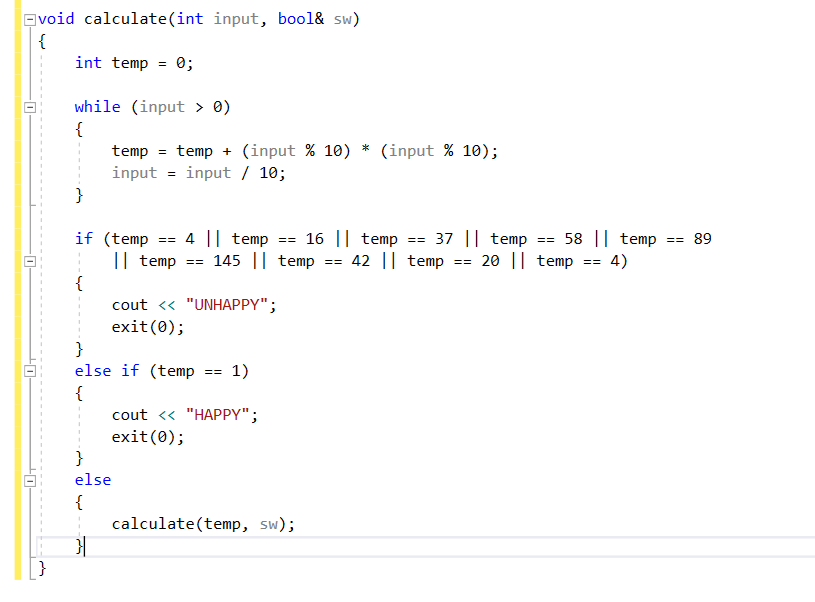 void calculate(int input, bool& sw)
{
    int temp = 0;

    while (input > 0)
    {
        temp = temp + (input % 10) * (input % 10);
        input = input / 10;
    }

    if (temp == 4 || temp == 16 || temp == 37 || temp == 58 || temp == 89
        || temp == 145 || temp == 42 || temp == 20 || temp == 4)
    {
        cout << "UNHAPPY";
        exit(0);
    }
    else if (temp == 1)
    {
        cout << "HAPPY";
        exit(0);
    }
    else
    {
        calculate(temp, sw);
    }
}